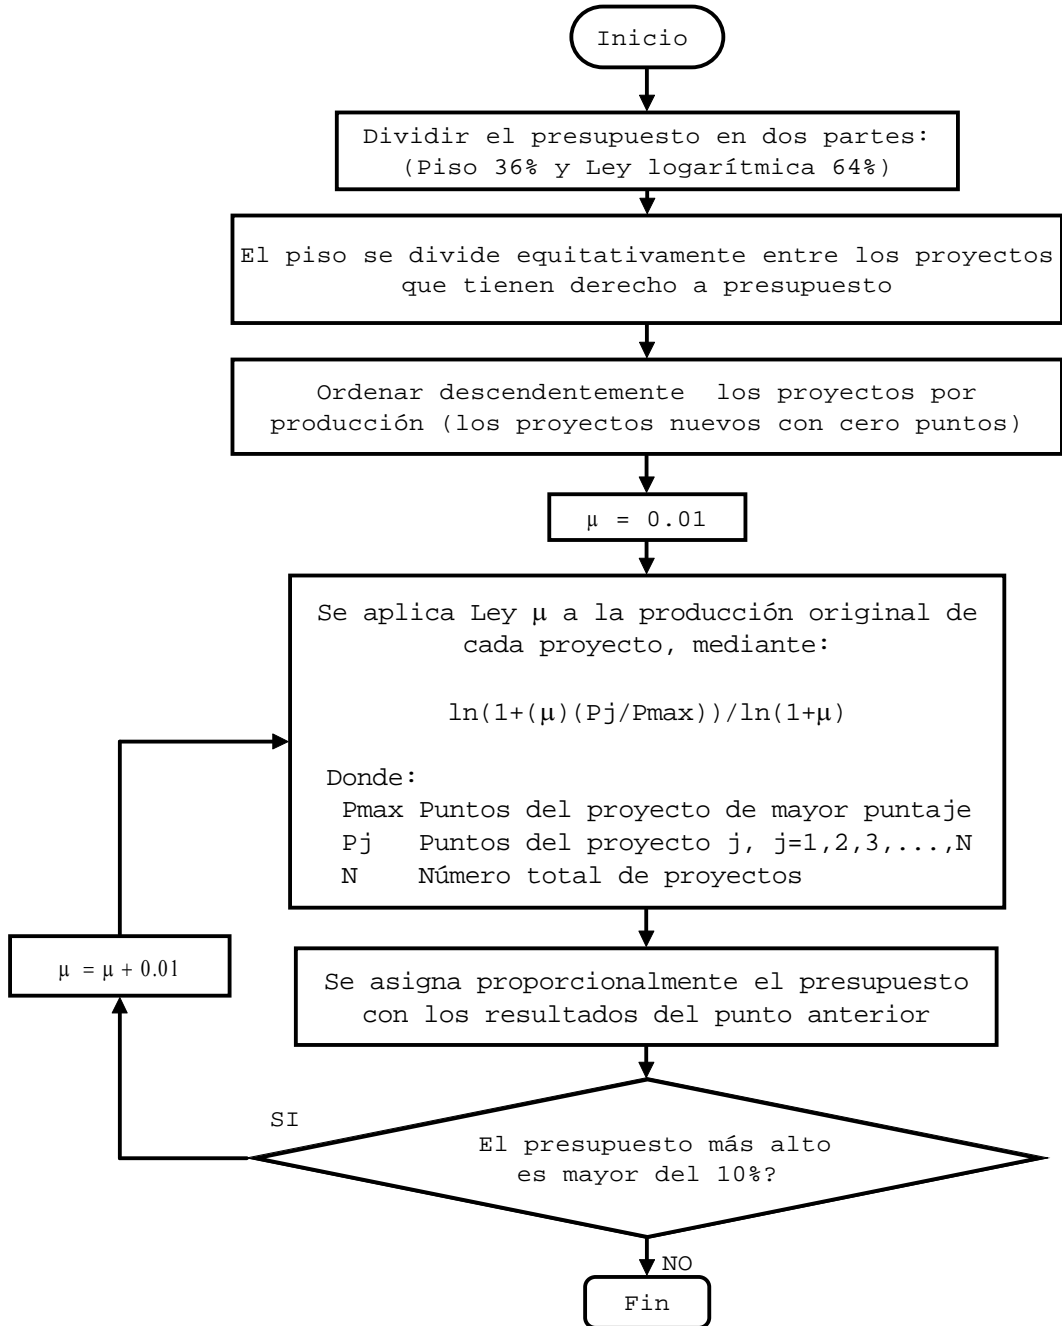 Inicio
Dividir el presupuesto en dos partes:
(Piso 36% y Ley logarítmica 64%)
El piso se divide equitativamente entre los proyectos
que tienen derecho a presupuesto
Ordenar descendentemente los proyectos por
producción (los proyectos nuevos con cero puntos)
μ = 0.01
Se aplica Ley μ a la producción original de
cada proyecto, mediante:
ln(1+(μ)(Pj/Pmax))/ln(1+μ)
Donde:
Pmax Puntos del proyecto de mayor puntaje
Pj Puntos del proyecto j, j=1,2,3,...,N
N Número total de proyectos
μ = μ + 0.01
Se asigna proporcionalmente el presupuesto
con los resultados del punto anterior
SI
El presupuesto más alto
es mayor del 10%?
NO
Fin